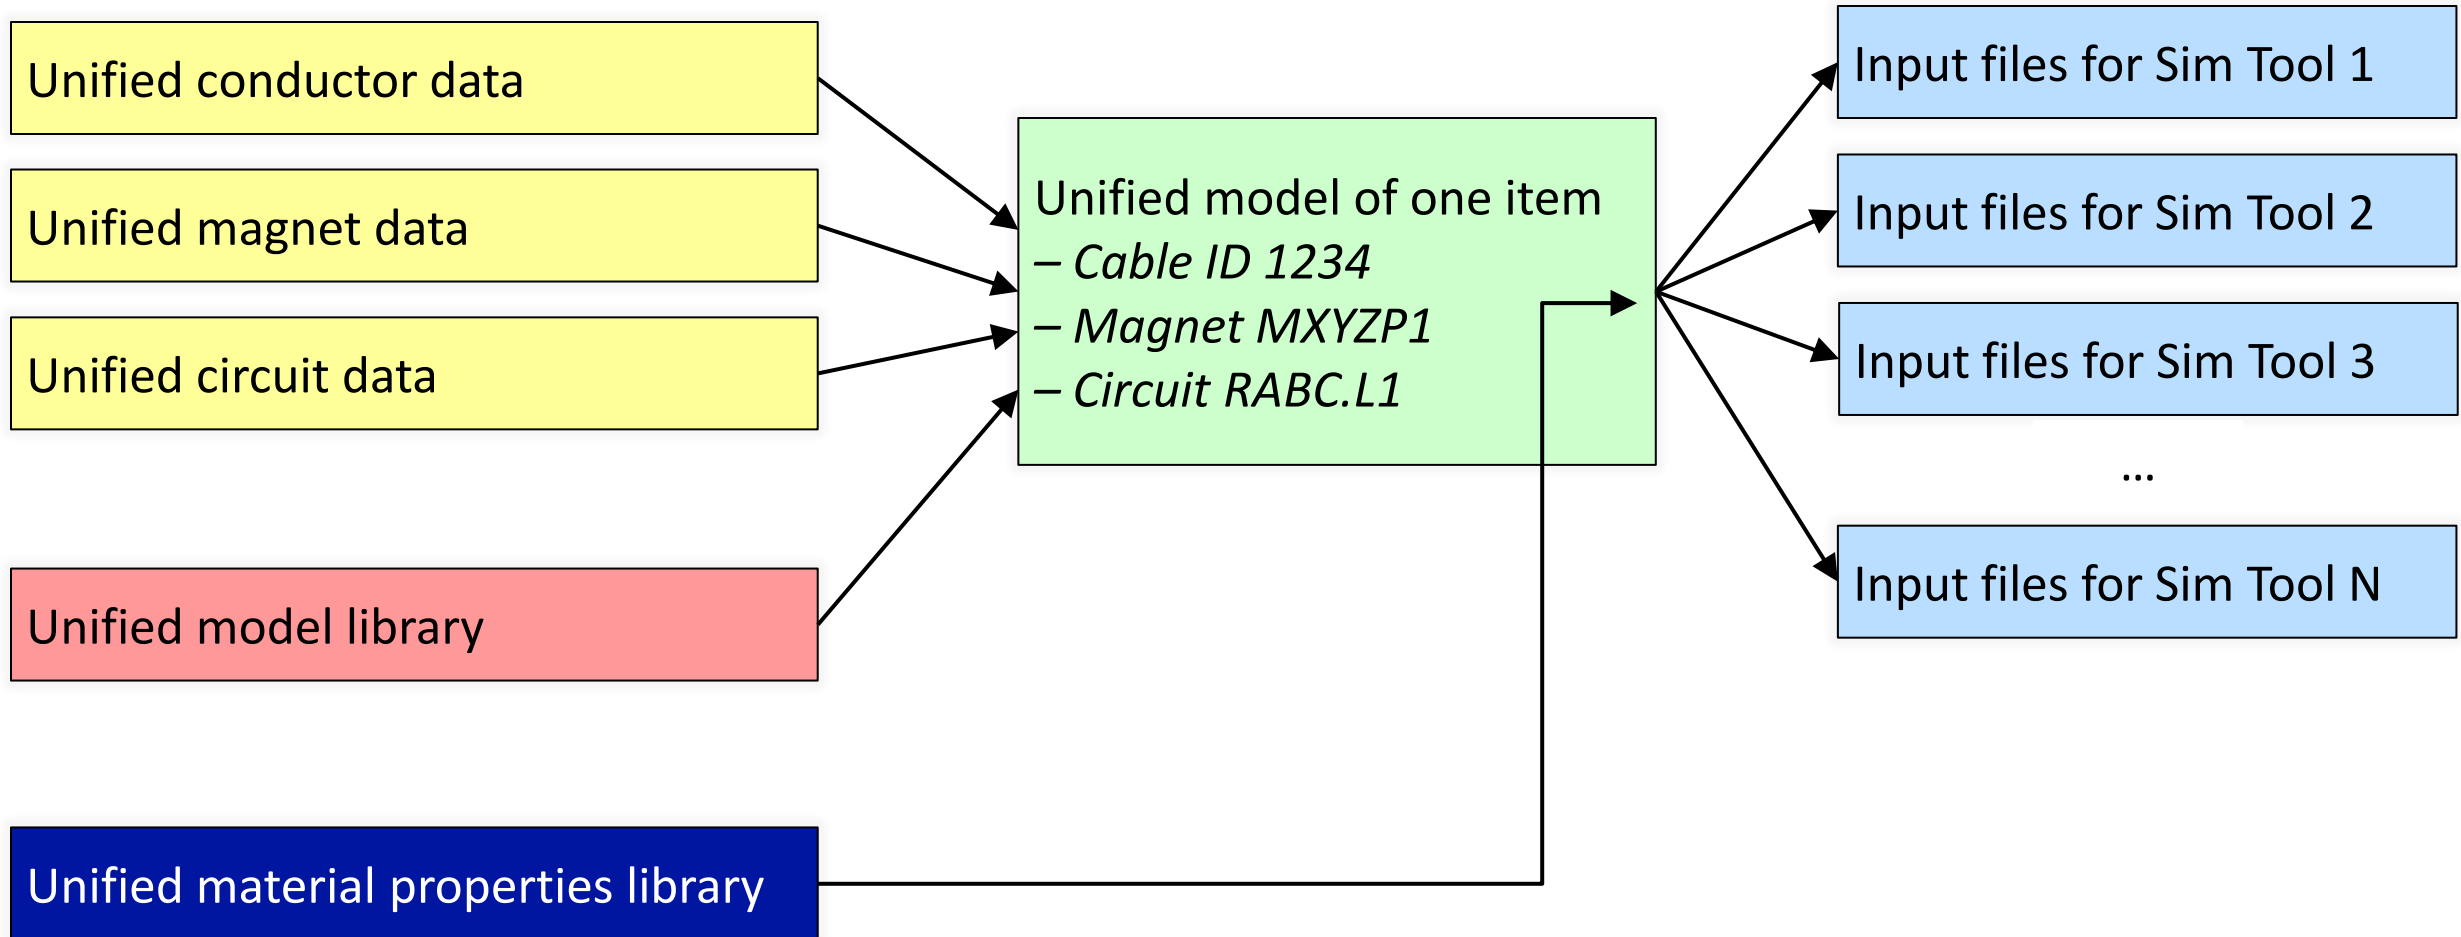 Unified conductor data
Unified magnet data
Unified circuit data
Unified model library
Unified material properties library
Unified model of one item
– Cable ID 1234
– Magnet MXYZP1
– Circuit RABC.L1
Input files for Sim Tool 1
Input files for Sim Tool 2
Input files for Sim Tool 3
...
Input files for Sim Tool N